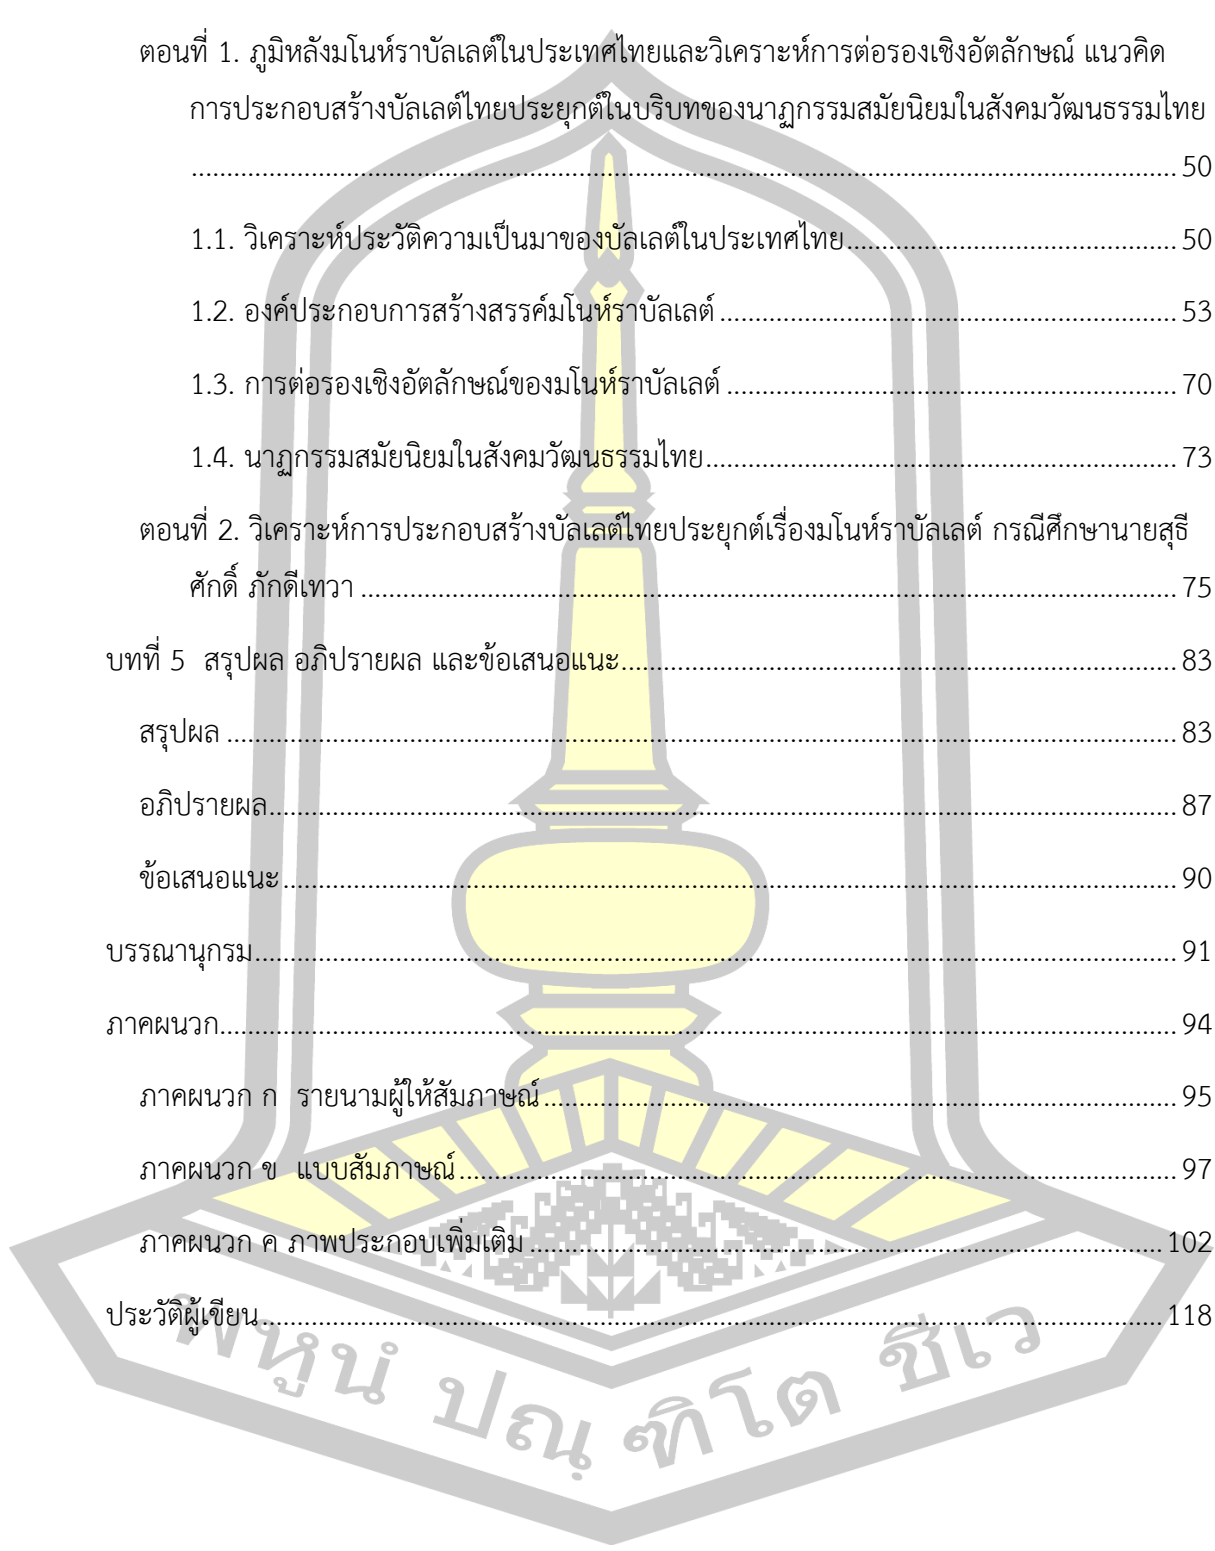 ตอนที่ 1. ภูมิหลังมโนห์ราบัลเลต์ในประเทศไทยและวิเคราะห์การต่อรองเชิงอัตลักษณ์ แนวคิด
การประกอบสร้างบัลเลต์ไทยประยุกต์ในบริบทของนาฏกรรมสมัยนิยมในสังคมวัฒนธรรมไทย
........................................................................................................................ 50
1.1. วิเคราะห์ประวัติความเป็นมาของบัลเลต์ในประเทศไทย........................................ 50
1.2. องค์ประกอบการสร้างสรรค์มโนห์ราบัลเลต์ ........................................................ 53
1.3. การต่อรองเชิงอัตลักษณ์ของมโนห์ราบัลเลต์ ....................................................... 70
1.4. นาฏกรรมสมัยนิยมในสังคมวัฒนธรรมไทย......................................................... 73
ตอนที่ 2. วิเคราะห์การประกอบสร้างบัลเลต์ไทยประยุกต์เรื่องมโนห์ราบัลเลต์ กรณีศึกษานายสุธี
ศักดิ์ ภักดีเทวา .................................................................................................... 75
บทที่ 5  สรุปผล อภิปรายผล และข้อเสนอแนะ.................................................................... 83
สรุปผล .................................................................................................................... 83
อภิปรายผล............................................................................................................... 87
ข้อเสนอแนะ ............................................................................................................. 90
บรรณานุกรม................................................................................................................ 91
ภาคผนวก.................................................................................................................... 94
ภาคผนวก ก  รายนามผู้ให้สัมภาษณ์ ............................................................................. 95
ภาคผนวก ข  แบบสัมภาษณ์....................................................................................... 97
ภาคผนวก ค ภาพประกอบเพิ่มเติม ............................................................................. 102
ประวัติผู้เขียน.............................................................................................................. 118
พหูนํ ปณฺฑิโต ชีเว